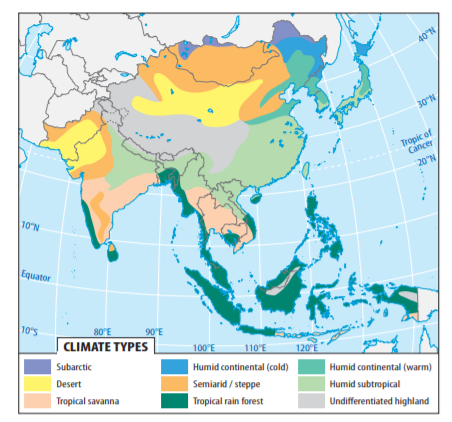 40°N
30°N
Tropic of
Cancer
20°N
10°N
Equator
10°S
80°E
90°E
100°E
110°E
120°E
CLIMATE TYPES
Subarctic
Humid continental (cold)
Humid continental (warm)
Desert
Semiarid / steppe
Humid subtropical
Tropical savanna
Tropical rain forest
Undifferentiated highland